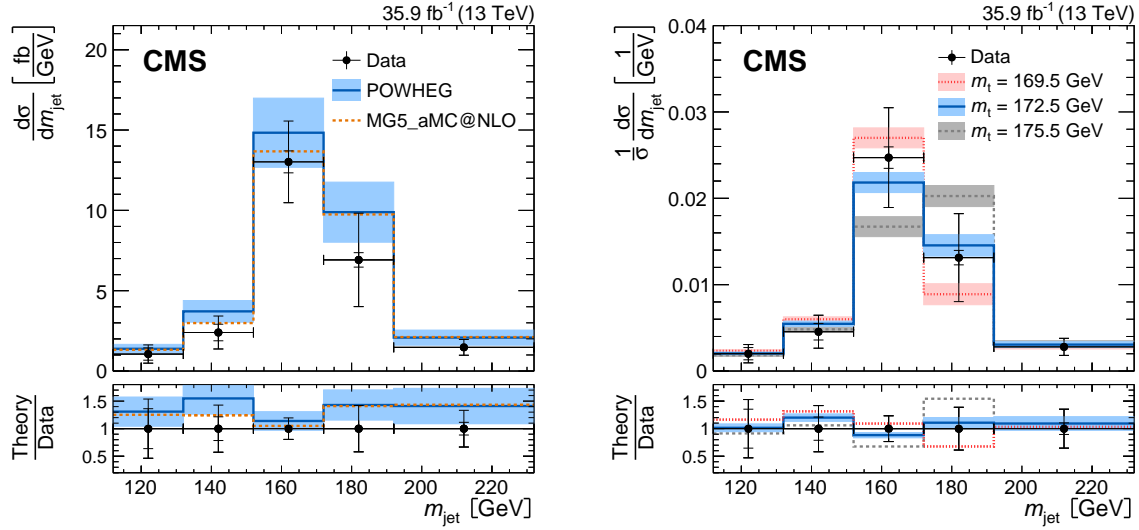 35.9 fb⁻¹ (13 TeV)
CMS
dσ/dm_jet [fb/GeV]
20
15
10
5
0
Data
POWHEG
MG5_aMC@NLO
Theory/Data
1.5
1
0.5
120 140 160 180 200 220
m_jet [GeV]
35.9 fb⁻¹ (13 TeV)
CMS
1/σ dσ/dm_jet [1/GeV]
0.04
0.03
0.02
0.01
0
Data
m_t = 169.5 GeV
m_t = 172.5 GeV
m_t = 175.5 GeV
Theory/Data
1.5
1
0.5
120 140 160 180 200 220
m_jet [GeV]